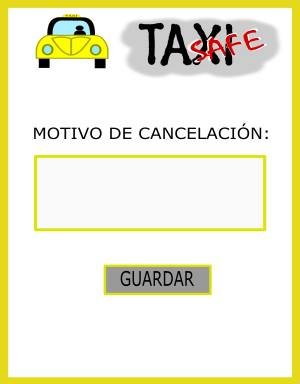 TAXI
SAFE
MOTIVO DE CANCELACIÓN:
GUARDAR